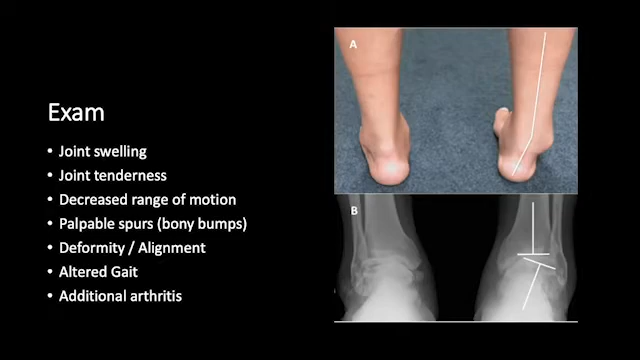 Exam
• Joint swelling
• Joint tenderness
• Decreased range of motion
• Palpable spurs (bony bumps)
• Deformity / Alignment
• Altered Gait
• Additional arthritis
A
B